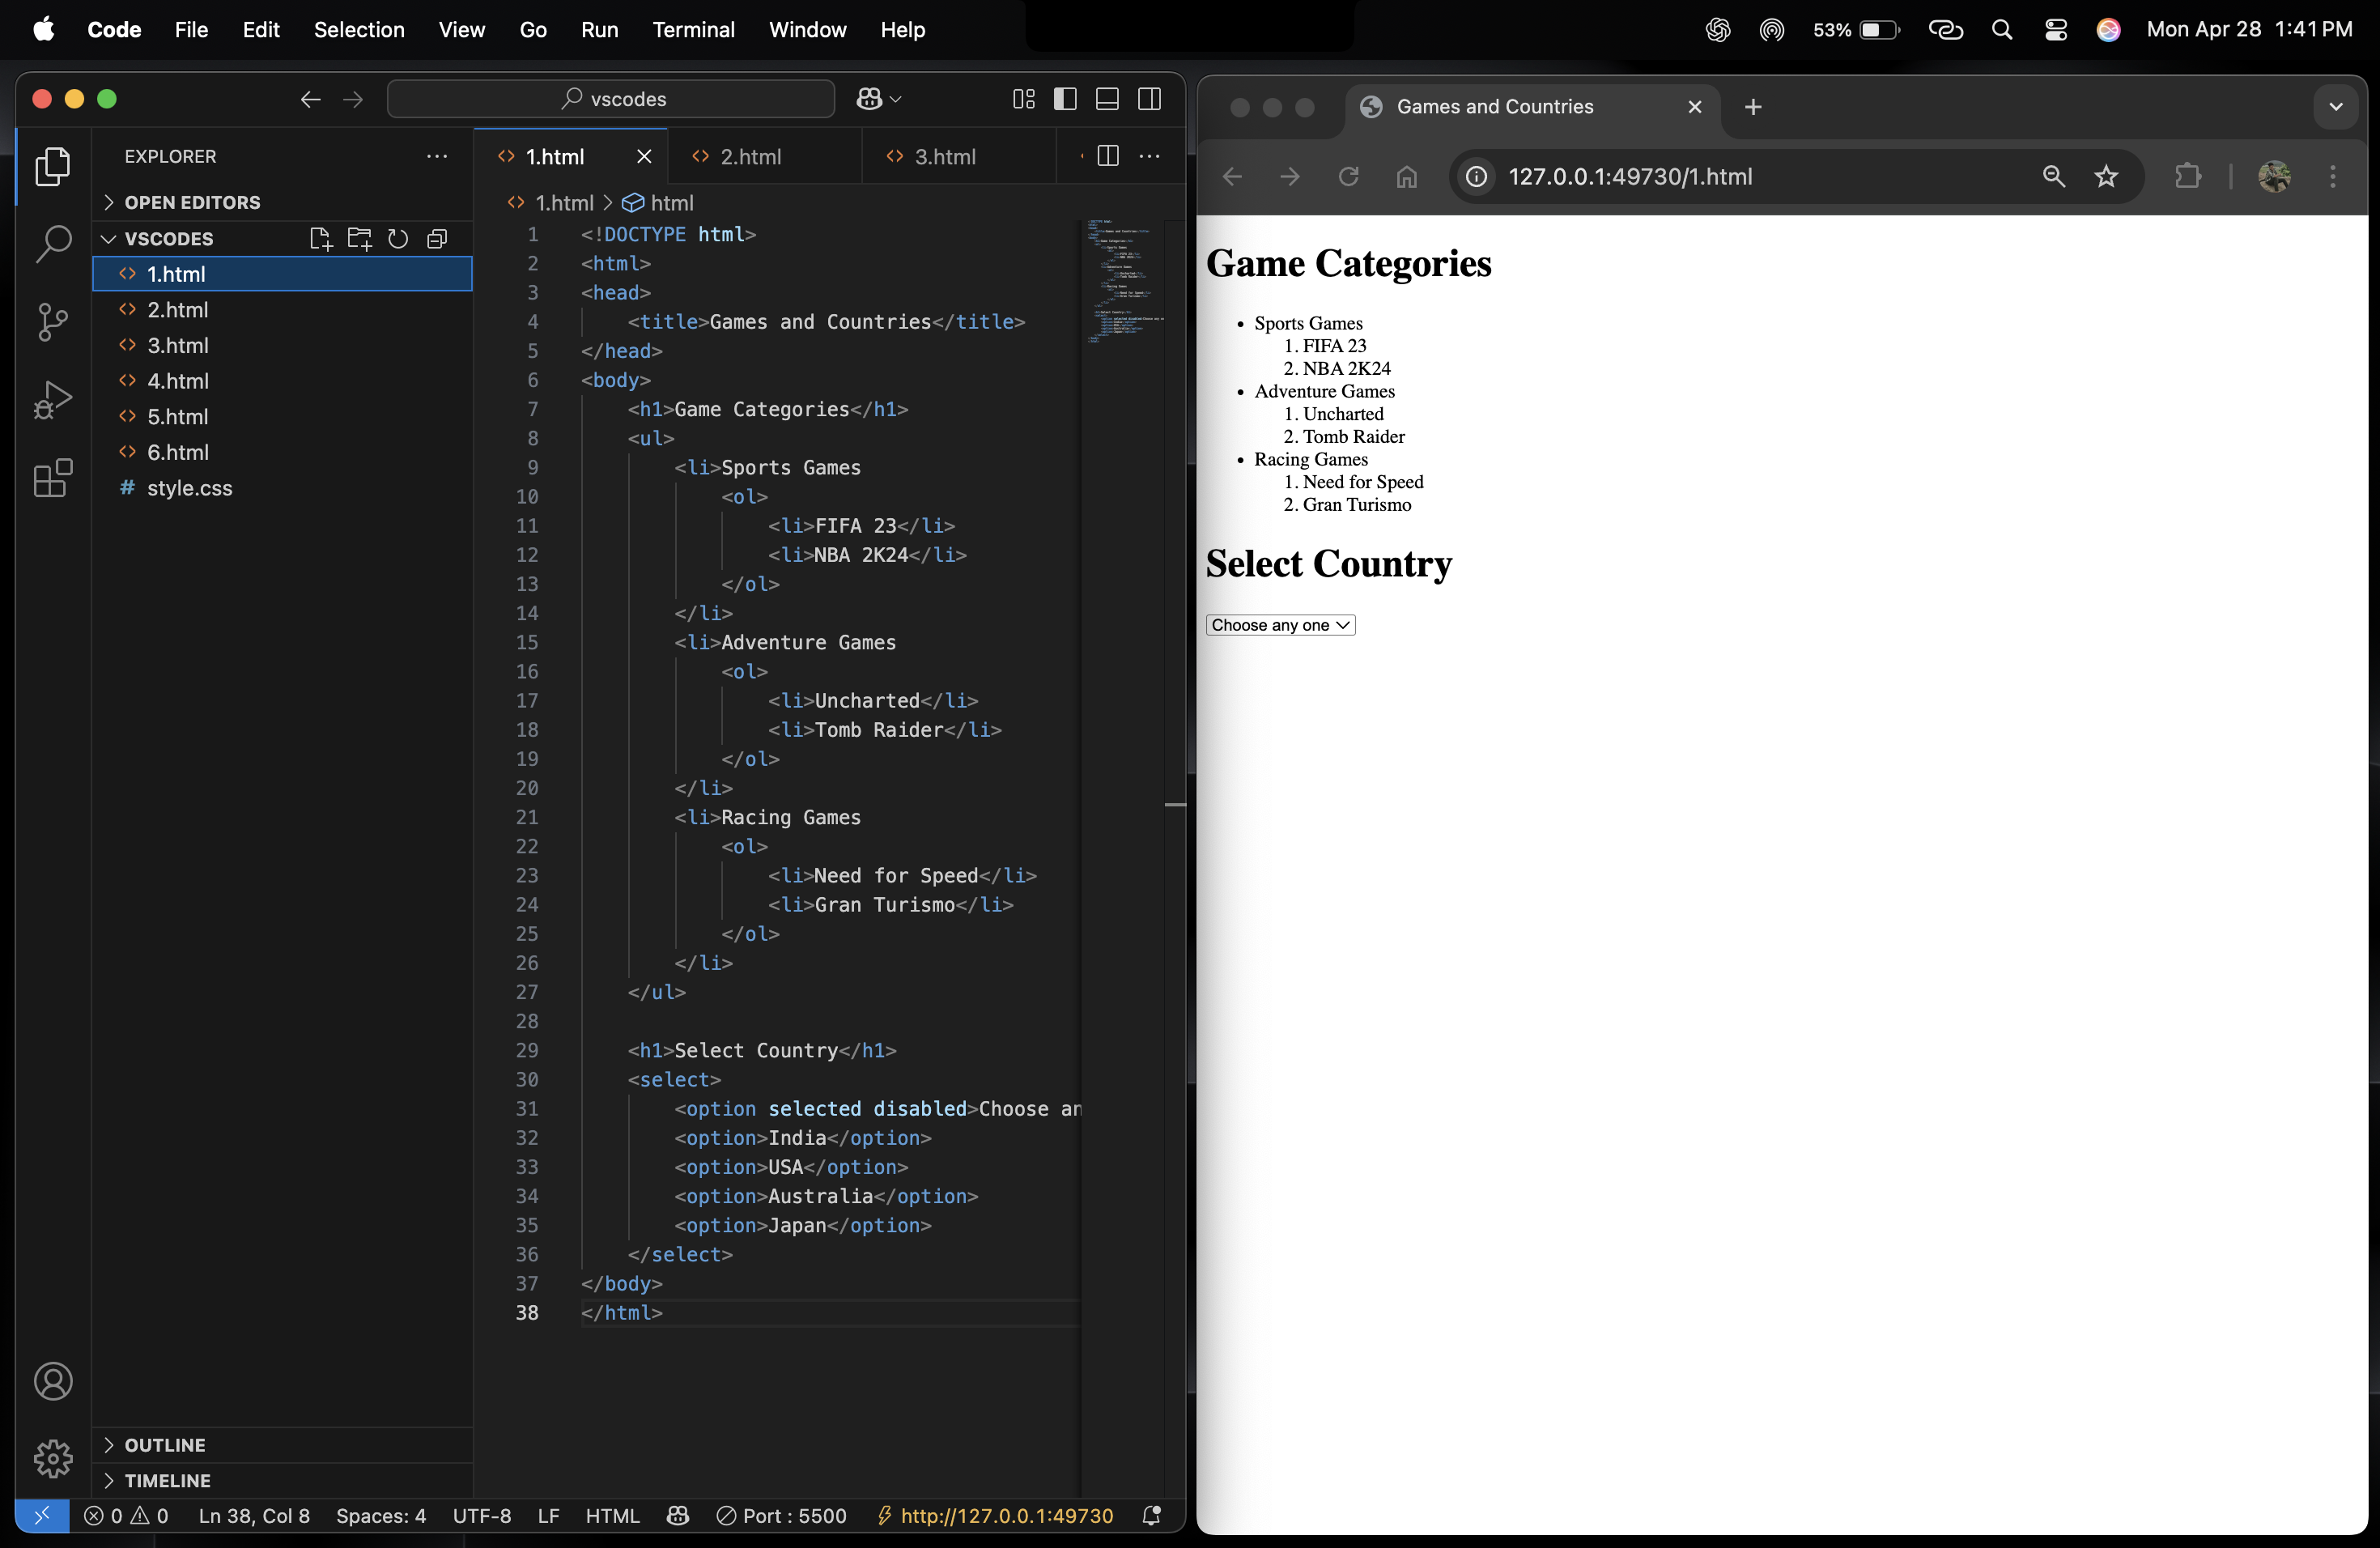 Code File Edit Selection View Go Run Terminal Window Help
53% Mon Apr 28 1:41 PM
vscodes
EXPLORER
OPEN EDITORS
VSCODES
1.html
2.html
3.html
4.html
5.html
6.html
# style.css
OUTLINE
TIMELINE
1.html 2.html 3.html
1.html > html
1 <!DOCTYPE html>
2 <html>
3 <head>
4 <title>Games and Countries</title>
5 </head>
6 <body>
7 <h1>Game Categories</h1>
8 <ul>
9 <li>Sports Games
10 <ol>
11 <li>FIFA 23</li>
12 <li>NBA 2K24</li>
13 </ol>
14 </li>
15 <li>Adventure Games
16 <ol>
17 <li>Uncharted</li>
18 <li>Tomb Raider</li>
19 </ol>
20 </li>
21 <li>Racing Games
22 <ol>
23 <li>Need for Speed</li>
24 <li>Gran Turismo</li>
25 </ol>
26 </li>
27 </ul>
28
29 <h1>Select Country</h1>
30 <select>
31 <option selected disabled>Choose an
32 <option>India</option>
33 <option>USA</option>
34 <option>Australia</option>
35 <option>Japan</option>
36 </select>
37 </body>
38 </html>
0 0 Ln 38, Col 8 Spaces: 4 UTF-8 LF HTML Port : 5500 http://127.0.0.1:49730
Games and Countries
127.0.0.1:49730/1.html
Game Categories
• Sports Games
1. FIFA 23
2. NBA 2K24
• Adventure Games
1. Uncharted
2. Tomb Raider
• Racing Games
1. Need for Speed
2. Gran Turismo
Select Country
Choose any one